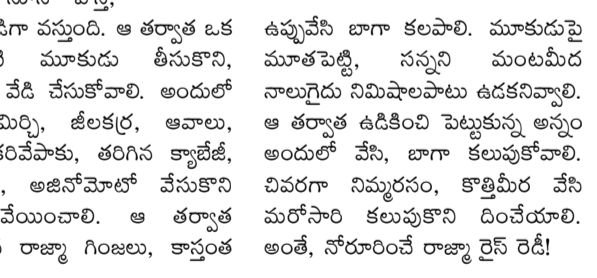 వస్తుంది. ఆ తర్వాత ఒక
మూకుడు తీసుకొని,
వేడి చేసుకోవాలి. అందులో
జీలకర్ర, ఆవాలు,
కరివేపాకు, తరిగిన క్యాబేజీ,
, అజినోమోటో వేసుకొని
వేయించాలి. ఆ తర్వాత
రాజ్మా గింజలు, కాస్తంత
ఉప్పువేసి బాగా కలపాలి. మూకుడుపై
మూతపెట్టి, సన్నని మంటమీద
నాలుగైదు నిమిషాలపాటు ఉడకనివ్వాలి.
ఆ తర్వాత ఉడికించి పెట్టుకున్న అన్నం
అందులో వేసి, బాగా కలుపుకోవాలి.
చివరగా నిమ్మరసం, కొత్తిమీర వేసి
మరోసారి కలుపుకొని దించేయాలి.
అంతే, నోరూరించే రాజ్మా రైస్ రెడీ!